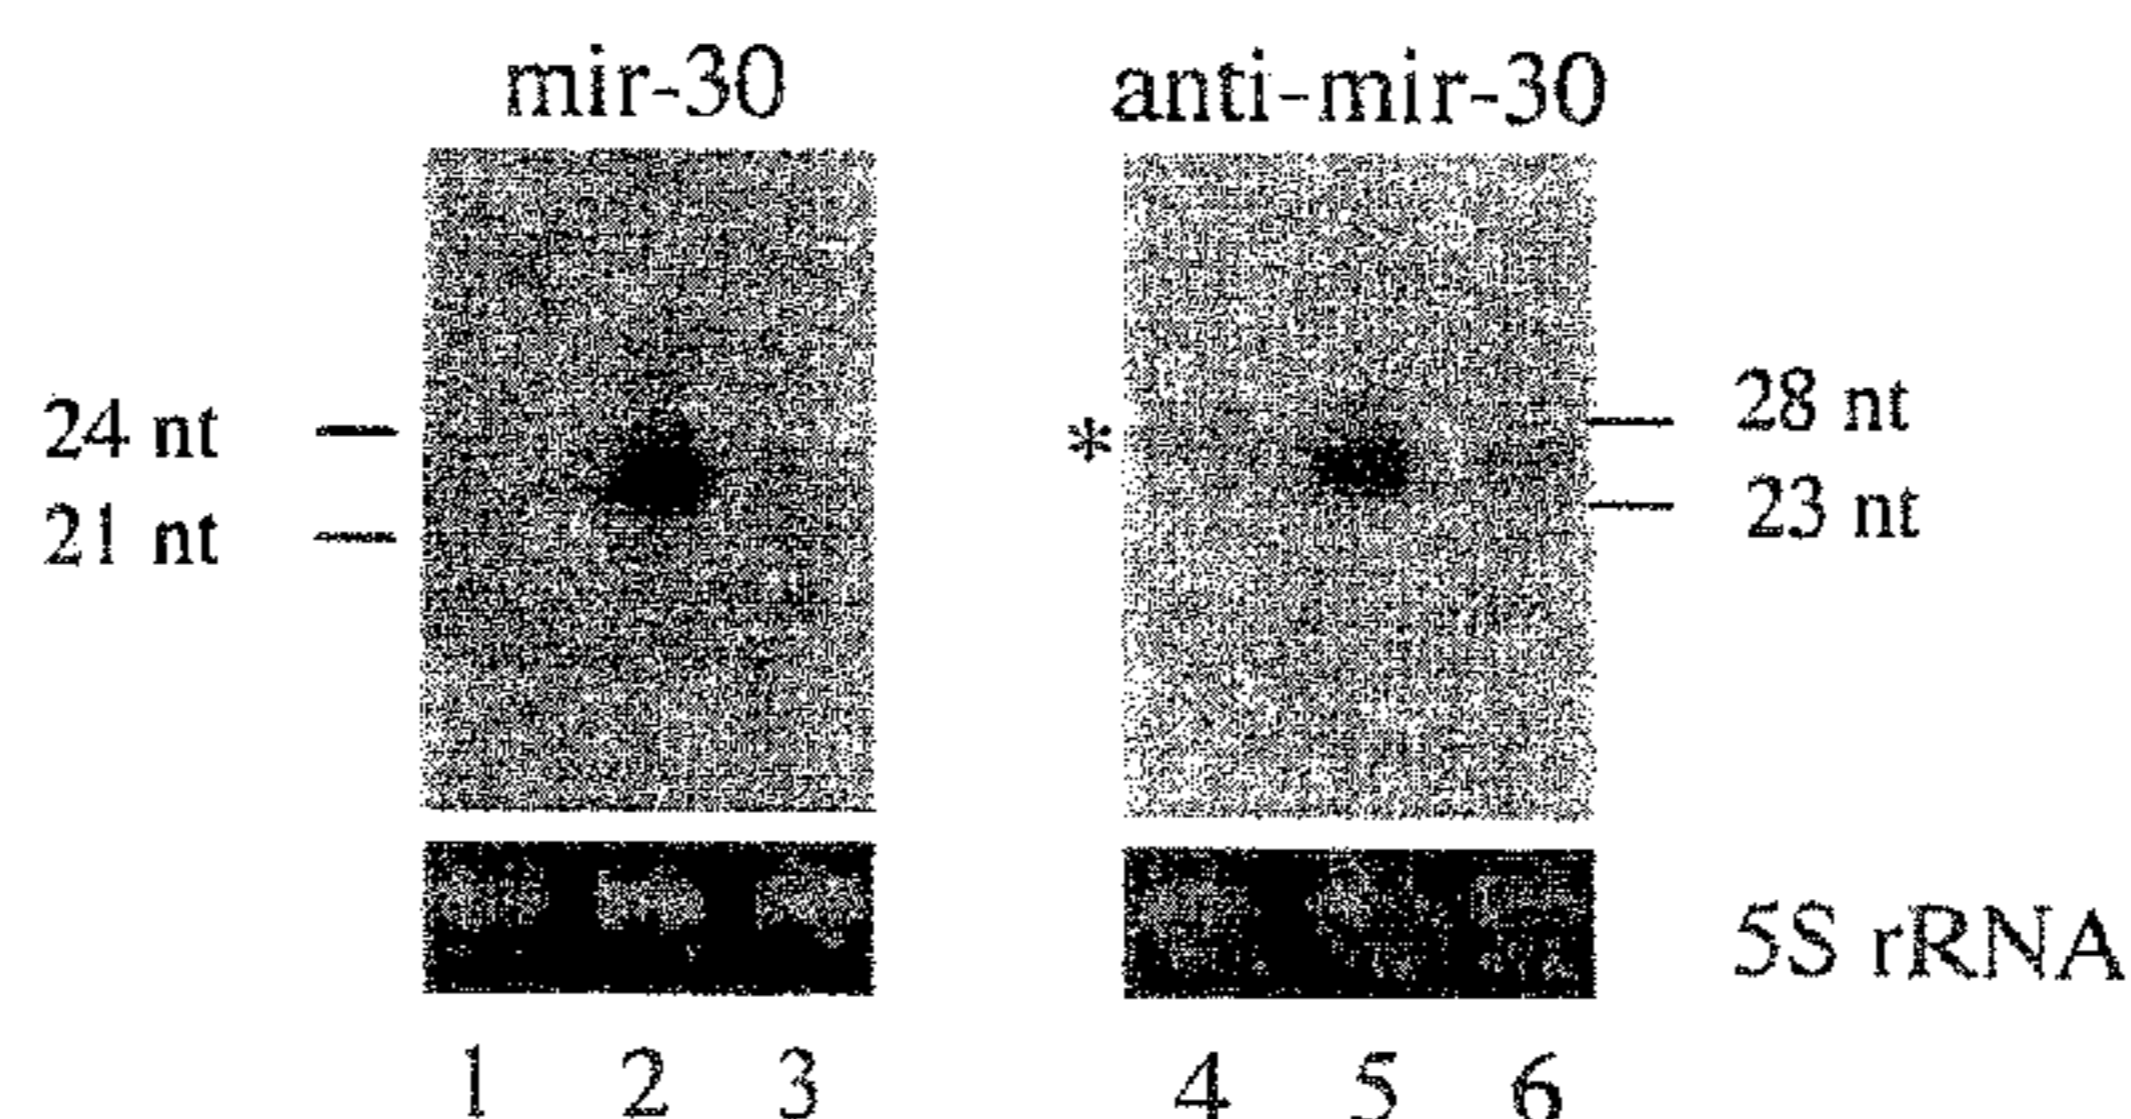 mir-30 anti-mir-30
24 nt
21 nt
*
28 nt
23 nt
5S rRNA
1 2 3 4 5 6